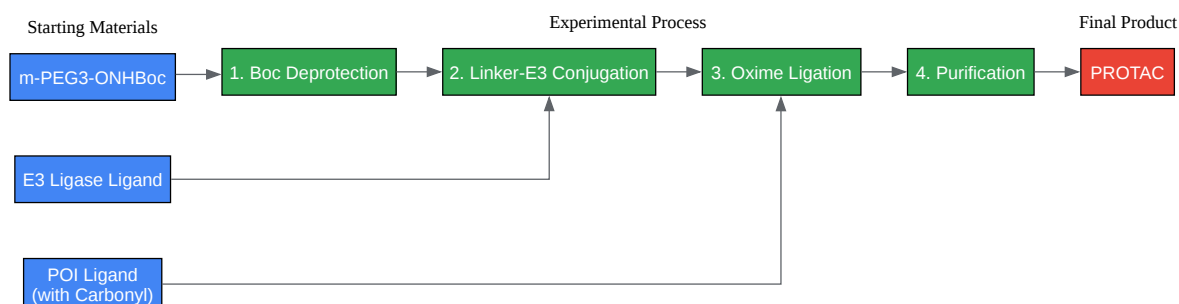 Starting Materials
Experimental Process
Final Product
m-PEG3-ONHBoc
1. Boc Deprotection
2. Linker-E3 Conjugation
3. Oxime Ligation
4. Purification
PROTAC
E3 Ligase Ligand
POI Ligand
(with Carbonyl)